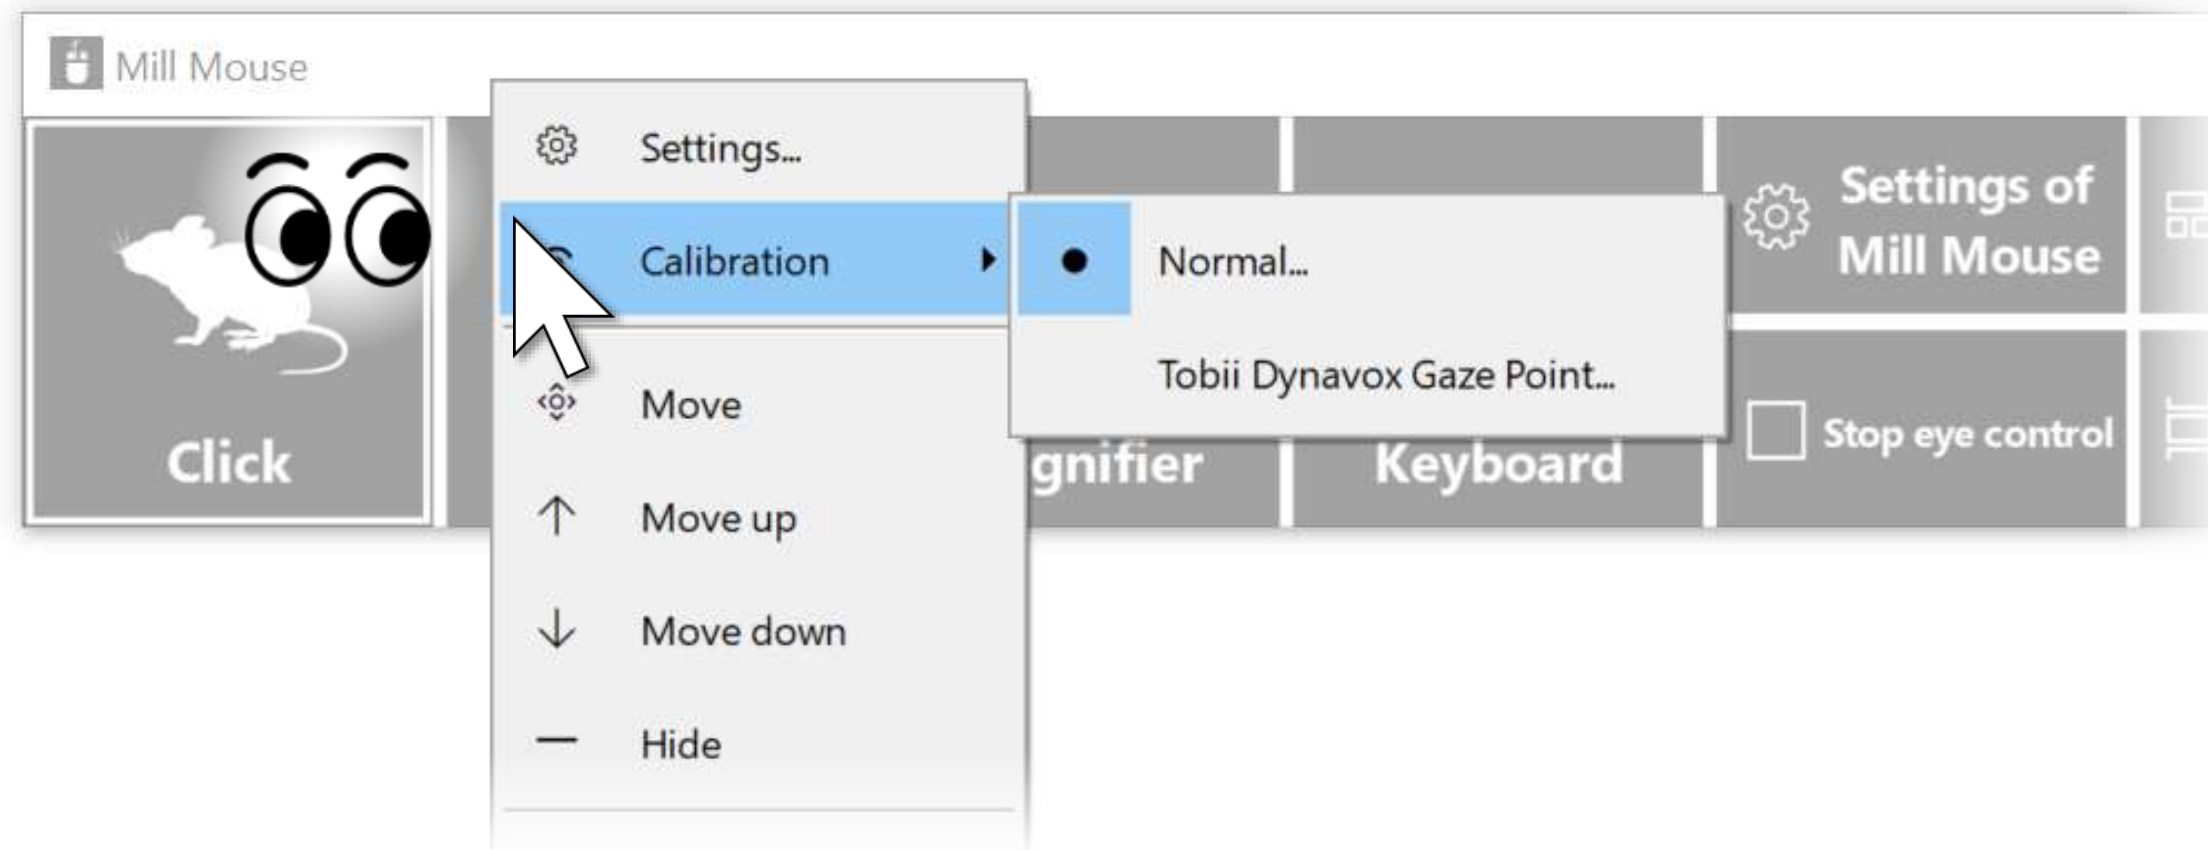 Mill Mouse
Settings...
Calibration
Move
Move up
Move down
Hide
Normal...
Tobii Dynavox Gaze Point...
Click
gnifier
Keyboard
Settings of
Mill Mouse
Stop eye control